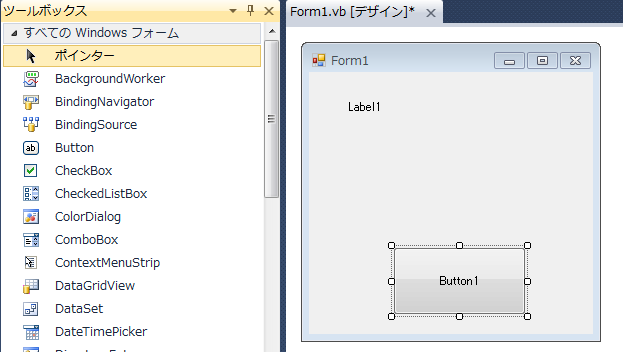 ツールボックス
すべての Windows フォーム
ポインター
BackgroundWorker
BindingNavigator
BindingSource
Button
CheckBox
CheckedListBox
ColorDialog
ComboBox
ContextMenuStrip
DataGridView
DataSet
DateTimePicker
Form1.vb [デザイン]*
Form1
Label1
Button1